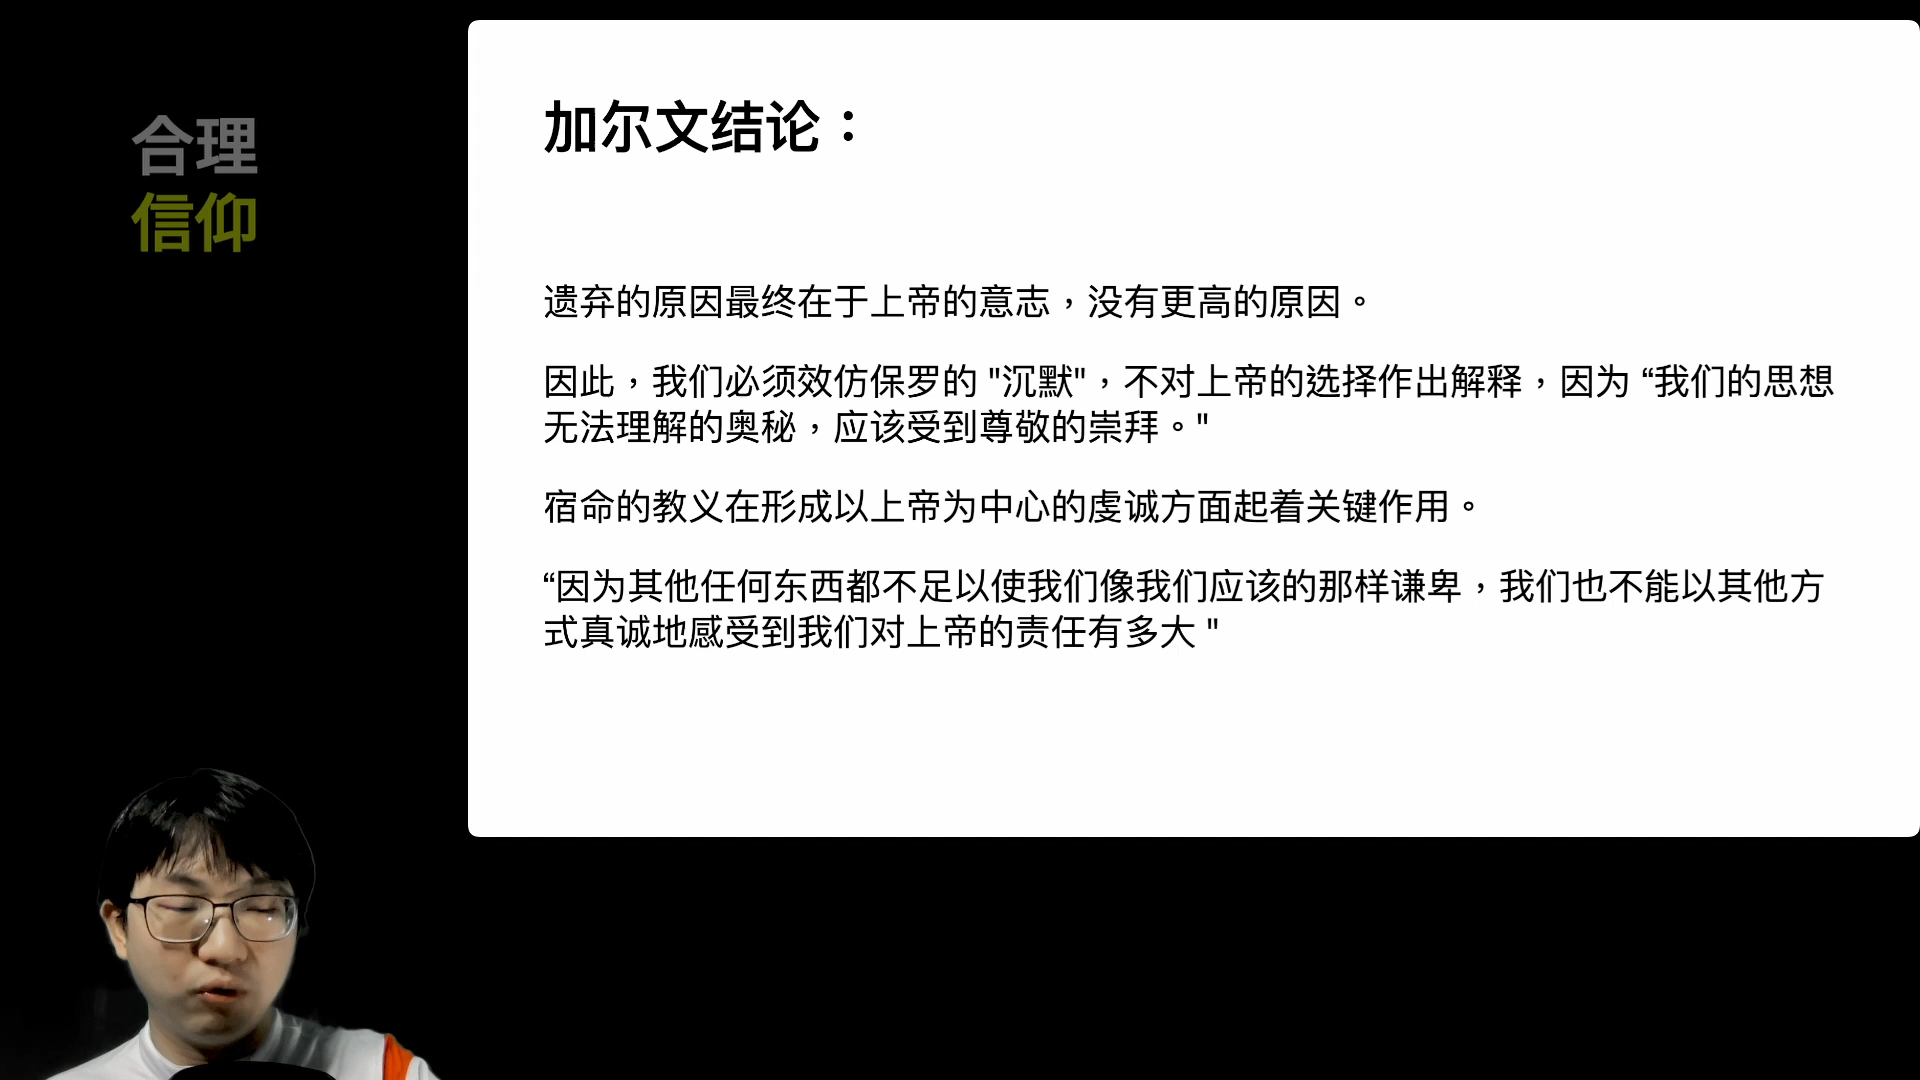 合理
信仰
加尔文结论：
遗弃的原因最终在于上帝的意志，没有更高的原因。
因此，我们必须效仿保罗的 "沉默"，不对上帝的选择作出解释，因为 “我们的思想
无法理解的奥秘，应该受到尊敬的崇拜。"
宿命的教义在形成以上帝为中心的虔诚方面起着关键作用。
“因为其他任何东西都不足以使我们像我们应该的那样谦卑，我们也不能以其他方
式真诚地感受到我们对上帝的责任有多大 "